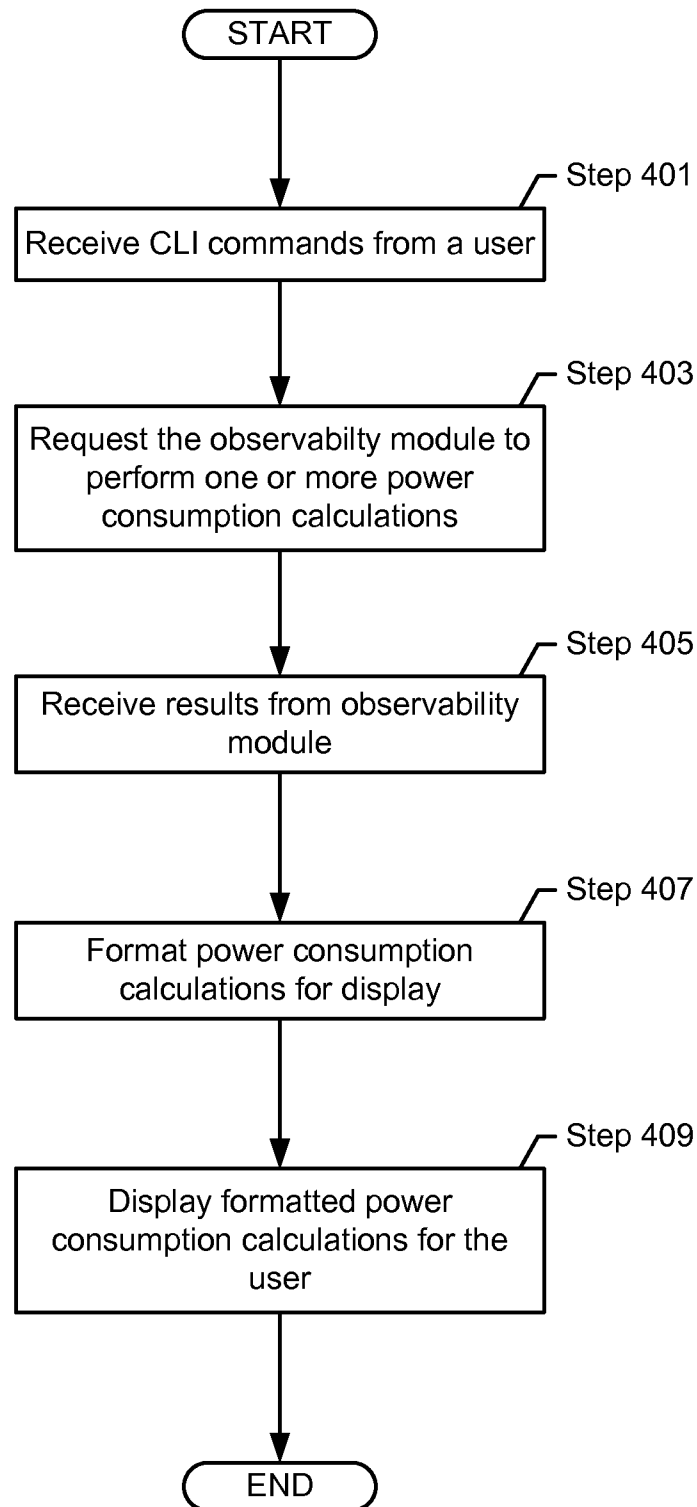 START
Step 401
Receive CLI commands from a user
Step 403
Request the observabilty module to
perform one or more power
consumption calculations
Step 405
Receive results from observability
module
Step 407
Format power consumption
calculations for display
Step 409
Display formatted power
consumption calculations for the
user
END